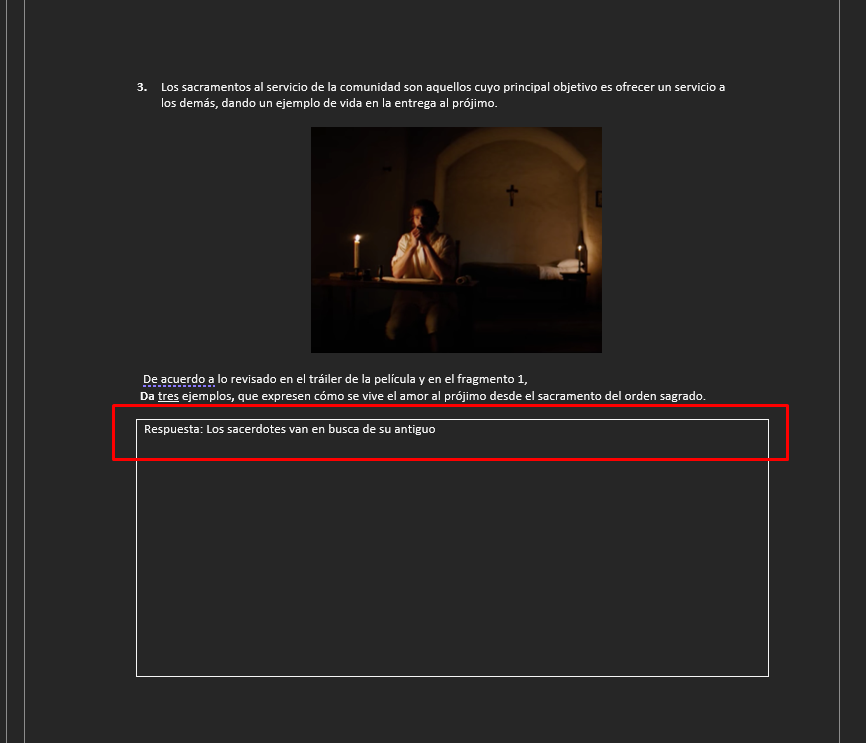 3. Los sacramentos al servicio de la comunidad son aquellos cuyo principal objetivo es ofrecer un servicio a
los demás, dando un ejemplo de vida en la entrega al prójimo.
De acuerdo a lo revisado en el tráiler de la película y en el fragmento 1,
Da tres ejemplos, que expresen cómo se vive el amor al prójimo desde el sacramento del orden sagrado.
Respuesta: Los sacerdotes van en busca de su antiguo